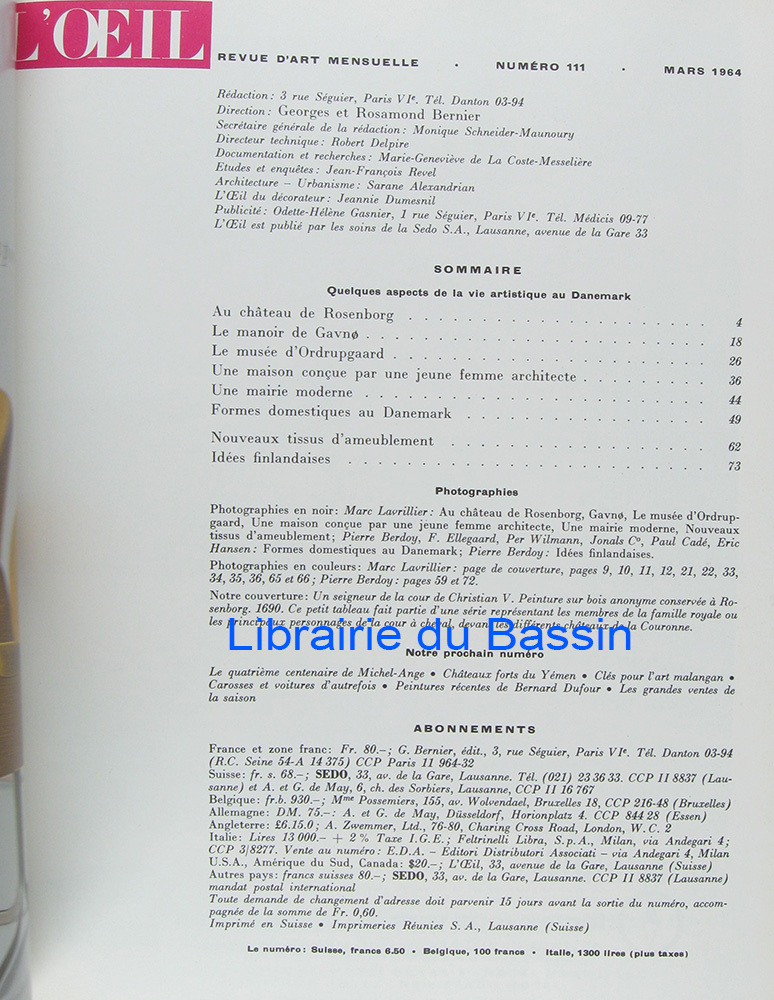 L'ŒIL
REVUE D'ART MENSUELLE · NUMÉRO 111 · MARS 1964
Rédaction: 3 rue Séguier, Paris VIe. Tél. Danton 03-94
Direction: Georges et Rosamond Bernier
Secrétaire générale de la rédaction: Monique Schneider-Maunoury
Directeur technique: Robert Delpire
Documentation et recherches: Marie-Geneviève de La Coste-Messelière
Etudes et enquêtes: Jean-François Revel
Architecture – Urbanisme: Sarane Alexandrian
L'Œil du décorateur: Jeannie Dumesnil
Publicité: Odette-Hélène Gasnier, 1 rue Séguier, Paris VIe. Tél. Médicis 09-77
L'Œil est publié par les soins de la Sedo S.A., Lausanne, avenue de la Gare 33
SOMMAIRE
Quelques aspects de la vie artistique au Danemark
Au château de Rosenborg . . . . . . . . . . . . . . . . 4
Le manoir de Gavnø . . . . . . . . . . . . . . . . . . 18
Le musée d'Ordrupgaard . . . . . . . . . . . . . . . . 26
Une maison conçue par une jeune femme architecte . . . . . . . 36
Une mairie moderne . . . . . . . . . . . . . . . . . . 44
Formes domestiques au Danemark . . . . . . . . . . . . . 49
Nouveaux tissus d'ameublement . . . . . . . . . . . . . . 62
Idées finlandaises . . . . . . . . . . . . . . . . . . . 73
Photographies
Photographies en noir: Marc Lavrillier: Au château de Rosenborg, Gavnø, Le musée d'Ordrup-
gaard, Une maison conçue par une jeune femme architecte, Une mairie moderne, Nouveaux
tissus d'ameublement; Pierre Berdoy, F. Ellegaard, Per Wilmann, Jonals Co, Paul Cadé, Eric
Hansen: Formes domestiques au Danemark; Pierre Berdoy: Idées finlandaises.
Photographies en couleurs: Marc Lavrillier: page de couverture, pages 9, 10, 11, 12, 21, 22, 33,
34, 35, 36, 65 et 66; Pierre Berdoy: pages 59 et 72.
Notre couverture: Un seigneur de la cour de Christian V. Peinture sur bois anonyme conservée à Ro-
senborg. 1690. Ce petit tableau fait partie d'une série représentant les membres de la famille royale ou
les principaux personnages de la cour à cheval, devant les différents châteaux de la Couronne.
Librairie du Bassin
Notre prochain numéro
Le quatrième centenaire de Michel-Ange • Châteaux forts du Yémen • Clés pour l'art malangan •
Carosses et voitures d'autrefois • Peintures récentes de Bernard Dufour • Les grandes ventes de
la saison
ABONNEMENTS
France et zone franc: Fr. 80.–; G. Bernier, édit., 3, rue Séguier, Paris VIe. Tél. Danton 03-94
(R.C. Seine 54-A 14 375) CCP Paris 11 964-32
Suisse: fr. s. 68.–; SEDO, 33, av. de la Gare, Lausanne. Tél. (021) 23 36 33. CCP II 8837 (Lau-
sanne) et A. et G. de May, 6, ch. des Sorbiers, Lausanne, CCP II 16 767
Belgique: fr.b. 930.–; Mme Possemiers, 155, av. Wolvendael, Bruxelles 18, CCP 216-48 (Bruxelles)
Allemagne: DM. 75.–: A. et G. de May, Düsseldorf, Horionplatz 4. CCP 844 28 (Essen)
Angleterre: £6.15.0; A. Zwemmer, Ltd., 76-80, Charing Cross Road, London, W. C. 2
Italie: Lires 13 000.– + 2 % Taxe I.G.E.; Feltrinelli Libra, S.p.A., Milan, via Andegari 4;
CCP 3/8277. Vente au numéro: E.D.A. – Editori Distributori Associati – via Andegari 4, Milan
U.S.A., Amérique du Sud, Canada: $20.–; L'Œil, 33, avenue de la Gare, Lausanne (Suisse)
Autres pays: francs suisses 80.–; SEDO, 33, av. de la Gare, Lausanne. CCP II 8837 (Lausanne)
mandat postal international
Toute demande de changement d'adresse doit parvenir 15 jours avant la sortie du numéro, accom-
pagnée de la somme de Fr. 0,60.
Imprimé en Suisse • Imprimeries Réunies S. A., Lausanne (Suisse)
Le numéro: Suisse, francs 6.50 • Belgique, 100 francs • Italie, 1300 lires (plus taxes)